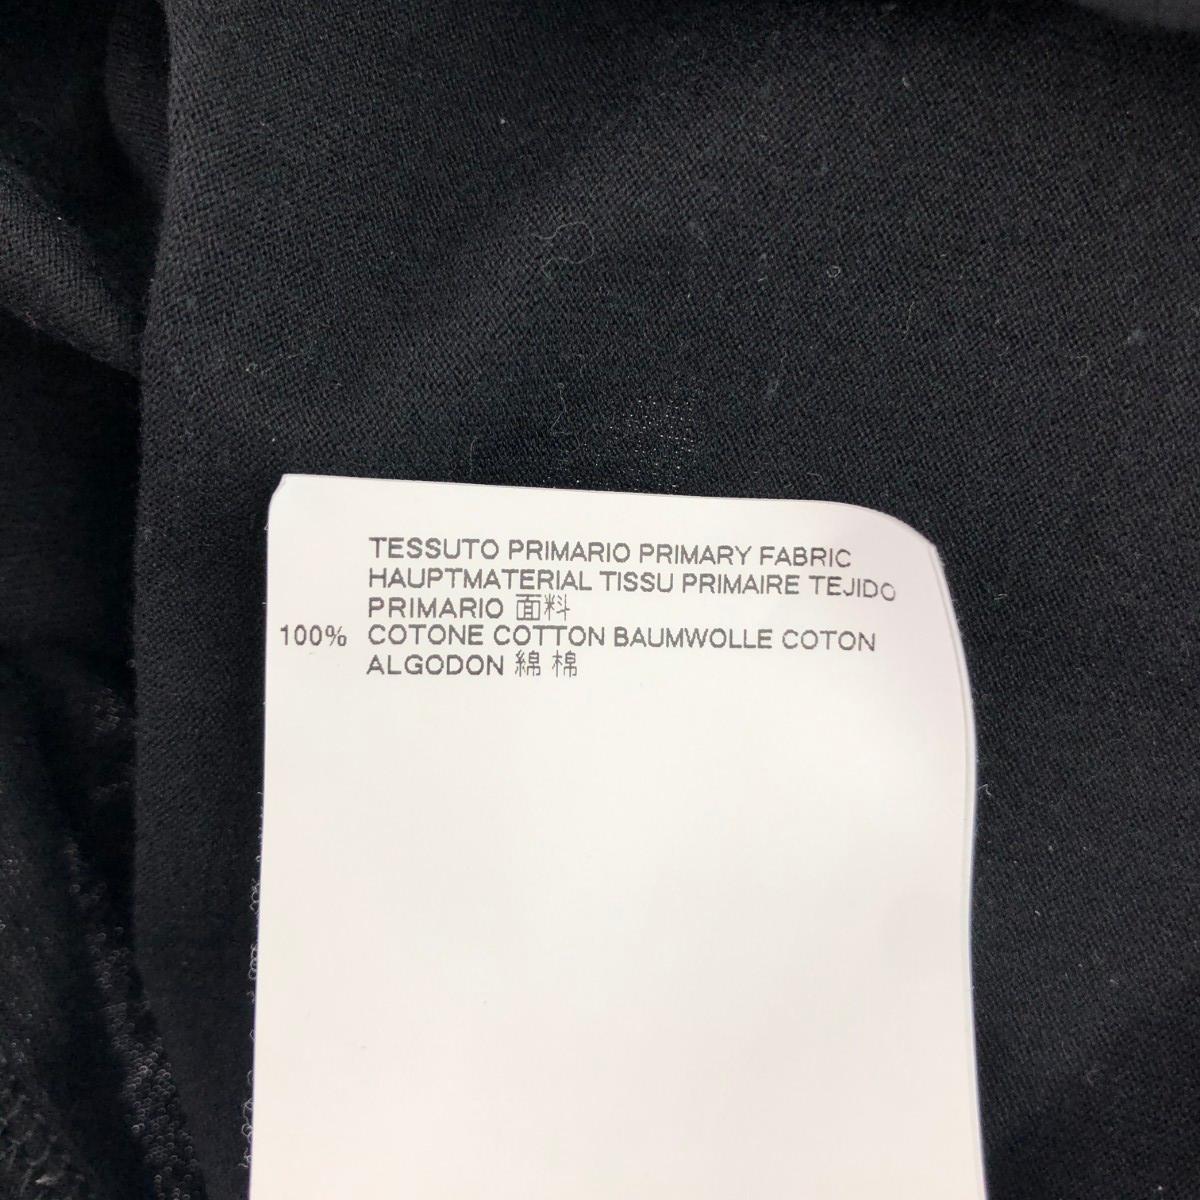 TESSUTO PRIMARIO PRIMARY FABRIC
HAUPTMATERIAL TISSU PRIMAIRE TEJIDO
PRIMARIO 面料
100% COTONE COTTON BAUMWOLLE COTON
ALGODON 綿 棉